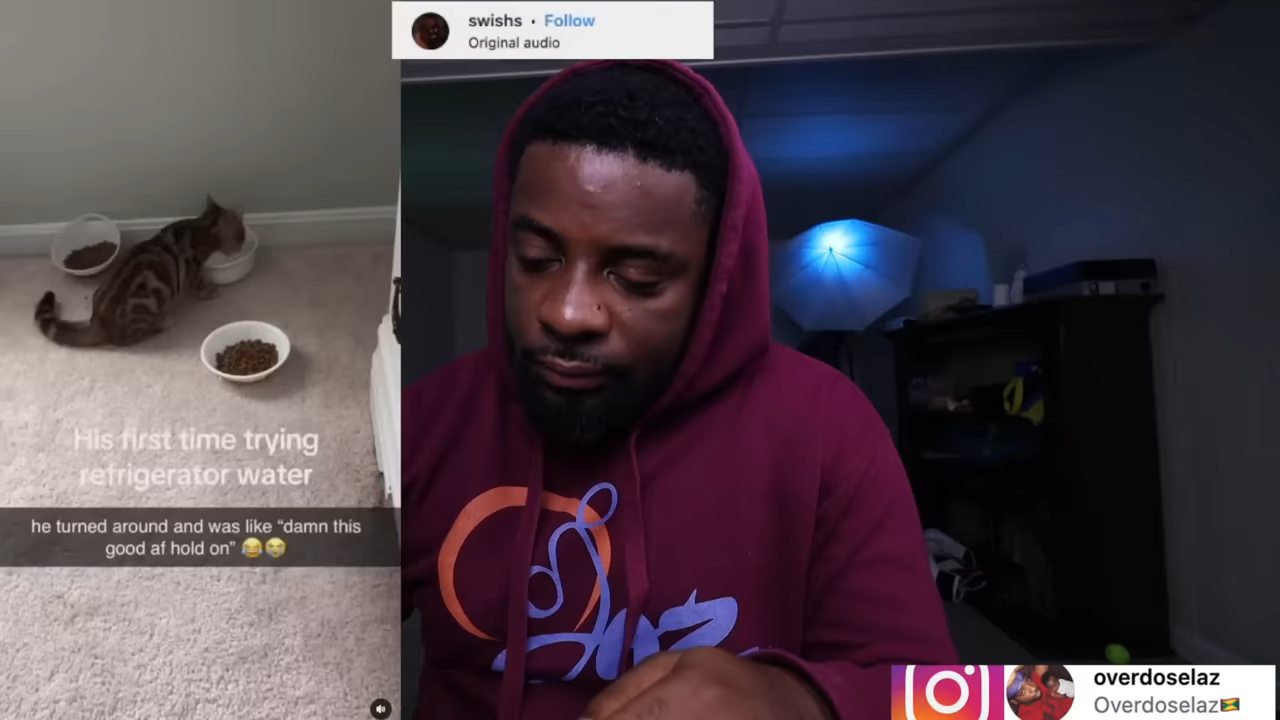 swishs • Follow
Original audio
His first time trying
refrigerator water
he turned around and was like “damn this
good af hold on” 😂😭
overdoselaz
Overdoselaz🇬🇩